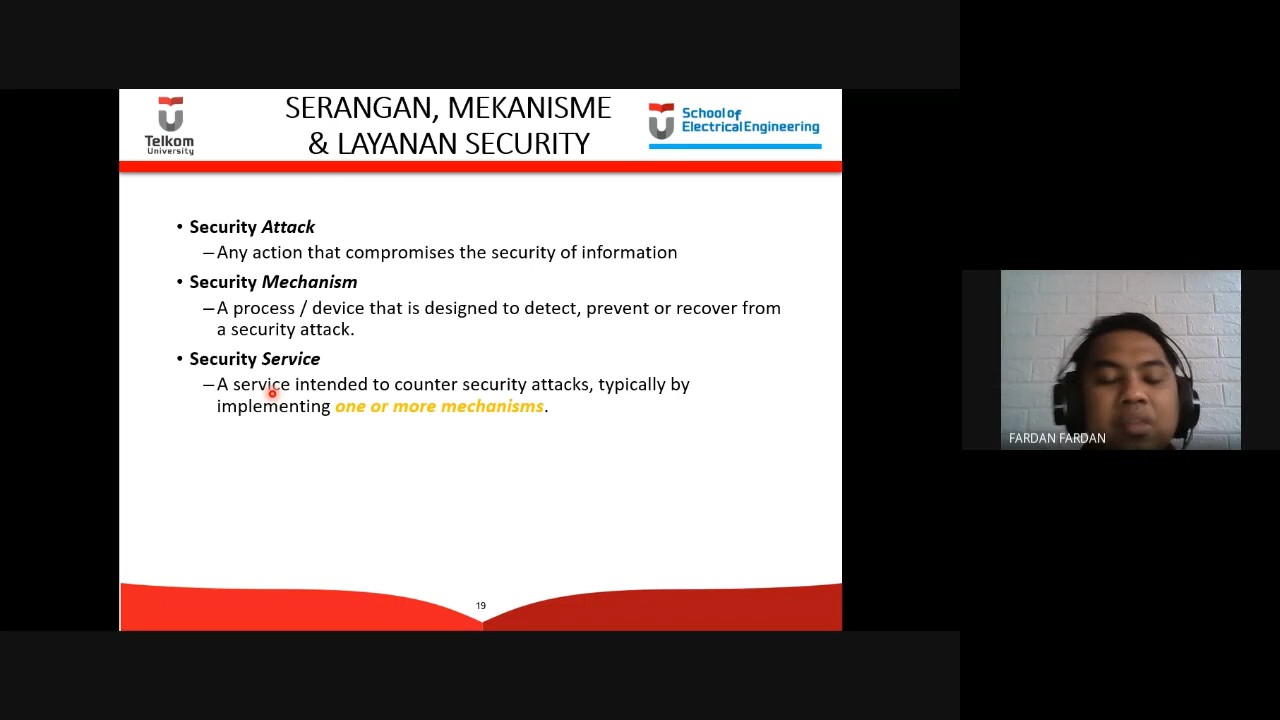 Telkom
University
SERANGAN, MEKANISME
& LAYANAN SECURITY
School of
Electrical Engineering
• Security Attack
–Any action that compromises the security of information
• Security Mechanism
–A process / device that is designed to detect, prevent or recover from
a security attack.
• Security Service
–A service intended to counter security attacks, typically by
implementing one or more mechanisms.
19
FARDAN FARDAN